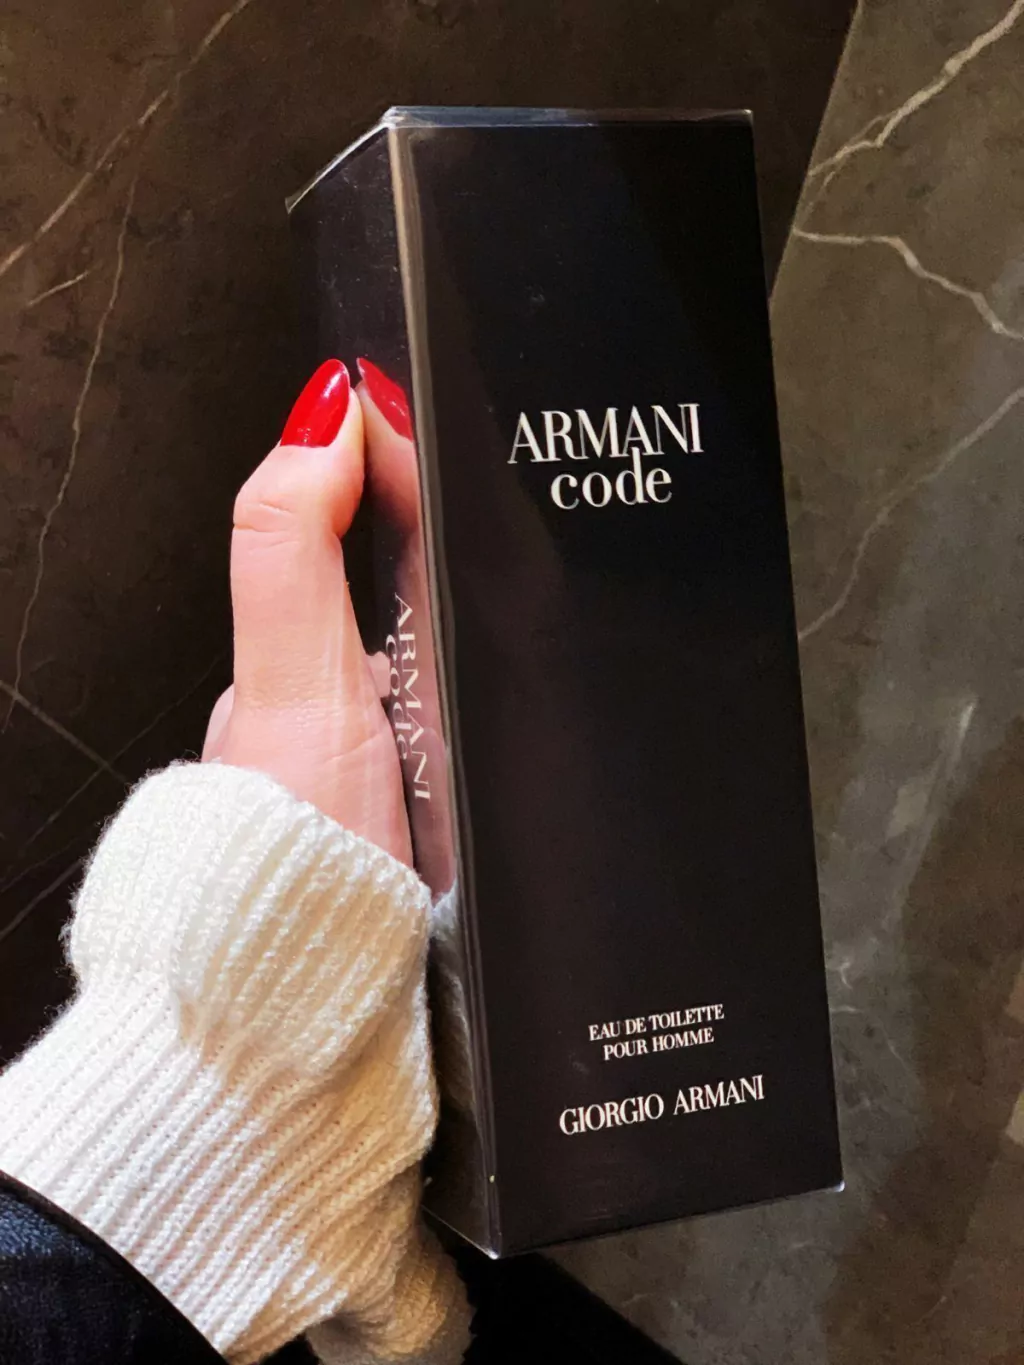 ARMANI
code
ARMANI
code
EAU DE TOILETTE
POUR HOMME
GIORGIO ARMANI